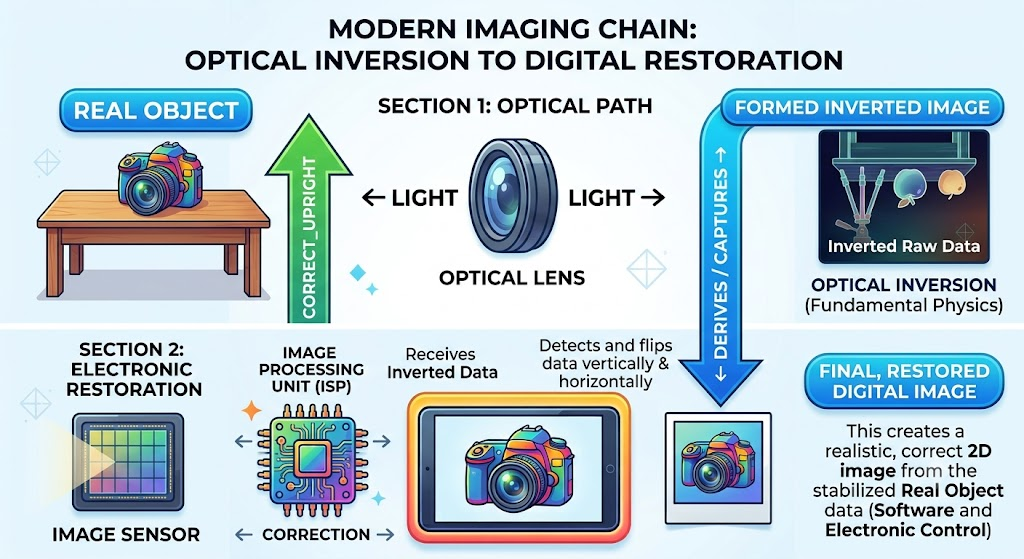 MODERN IMAGING CHAIN:
OPTICAL INVERSION TO DIGITAL RESTORATION
REAL OBJECT
CORRECT_UPRIGHT
SECTION 1: OPTICAL PATH
← LIGHT
LIGHT →
OPTICAL LENS
← DERIVES / CAPTURES →
FORMED INVERTED IMAGE
Inverted Raw Data
OPTICAL INVERSION
(Fundamental Physics)
SECTION 2:
ELECTRONIC
RESTORATION
IMAGE SENSOR
IMAGE
PROCESSING
UNIT (ISP)
← CORRECTION →
Receives
Inverted Data
Detects and flips
data vertically &
horizontally
FINAL, RESTORED
DIGITAL IMAGE
This creates a
realistic, correct 2D
image from the
stabilized Real Object
data (Software and
Electronic Control)